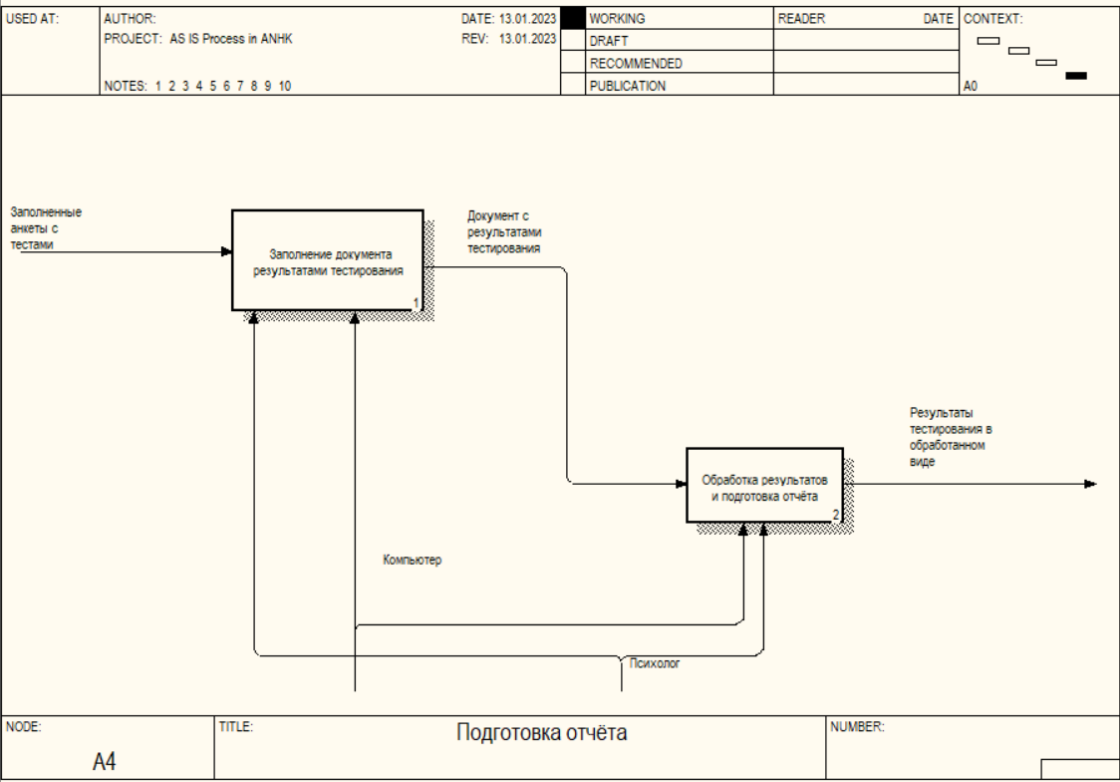 USED AT:
AUTHOR:
DATE: 13.01.2023
WORKING
READER
DATE
CONTEXT:
PROJECT: AS IS Process in ANHK
REV: 13.01.2023
DRAFT
RECOMMENDED
NOTES: 1 2 3 4 5 6 7 8 9 10
PUBLICATION
A0
Заполненные
анкеты с
тестами
Заполнение документа
результатами тестирования
1
Документ с
результатами
тестирования
Результаты
тестирования в
обработанном
виде
Обработка результатов
и подготовка отчёта
2
Компьютер
Психолог
NODE:
A4
TITLE:
Подготовка отчёта
NUMBER: